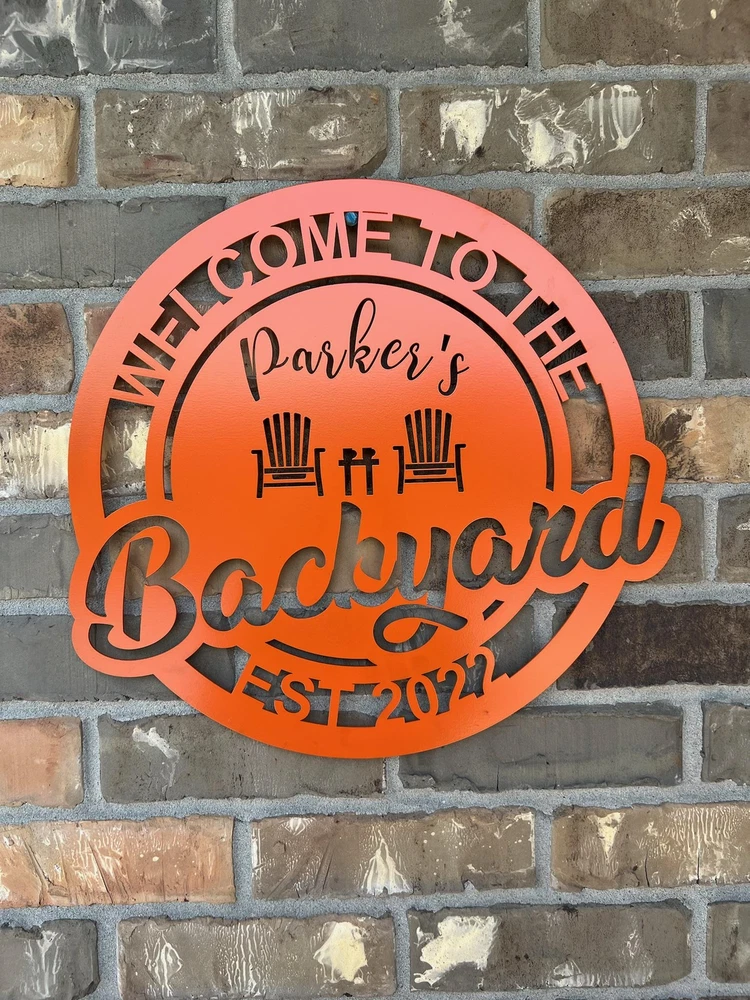 WELCOME TO THE
Parker's
Backyard
EST 2022